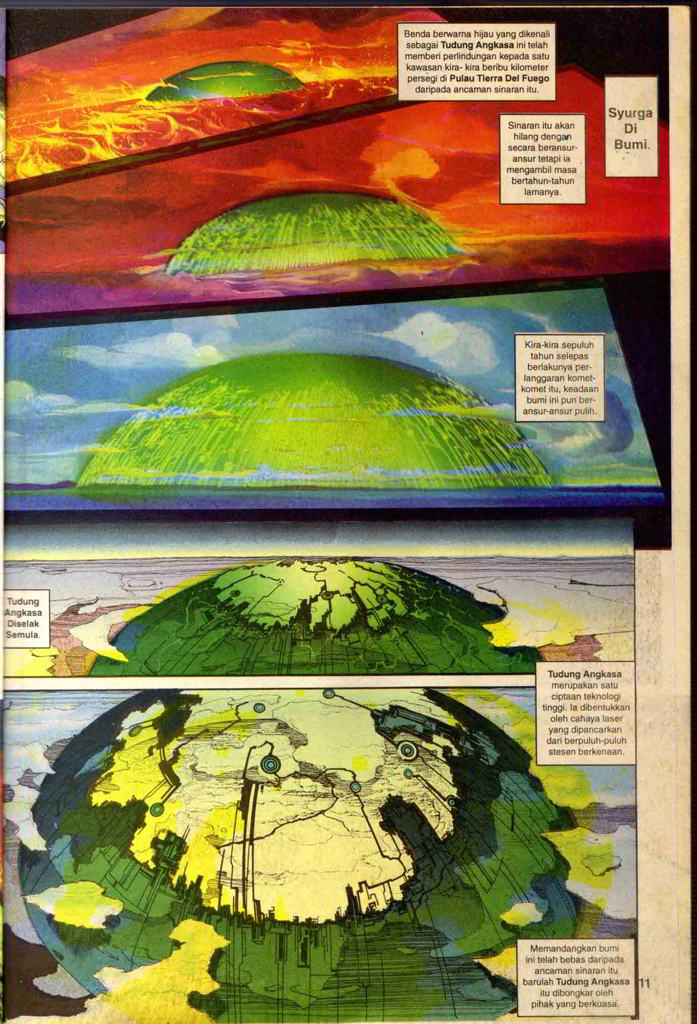 Benda berwarna hijau yang dikenali
sebagai Tudung Angkasa ini telah
memberi perlindungan kepada satu
kawasan kira- kira beribu kilometer
persegi di Pulau Tierra Del Fuego
daripada ancaman sinaran itu.
Syurga
Di
Bumi.
Sinaran itu akan
hilang dengan
secara beransur-
ansur tetapi ia
mengambil masa
bertahun-tahun
lamanya.
Kira-kira sepuluh
tahun selepas
berlakunya per-
langgaran komet-
komet itu, keadaan
bumi ini pun ber-
ansur-ansur pulih.
Tudung
Angkasa
Diselak
Semula.
Tudung Angkasa
merupakan satu
ciptaan teknologi
tinggi. Ia dibentukkan
oleh cahaya laser
yang dipancarkan
dari berpuluh-puluh
stesen berkenaan.
Memandangkan bumi
ini telah bebas daripada
ancaman sinaran itu
barulah Tudung Angkasa
itu dibongkar oleh
pihak yang berkuasa.
11